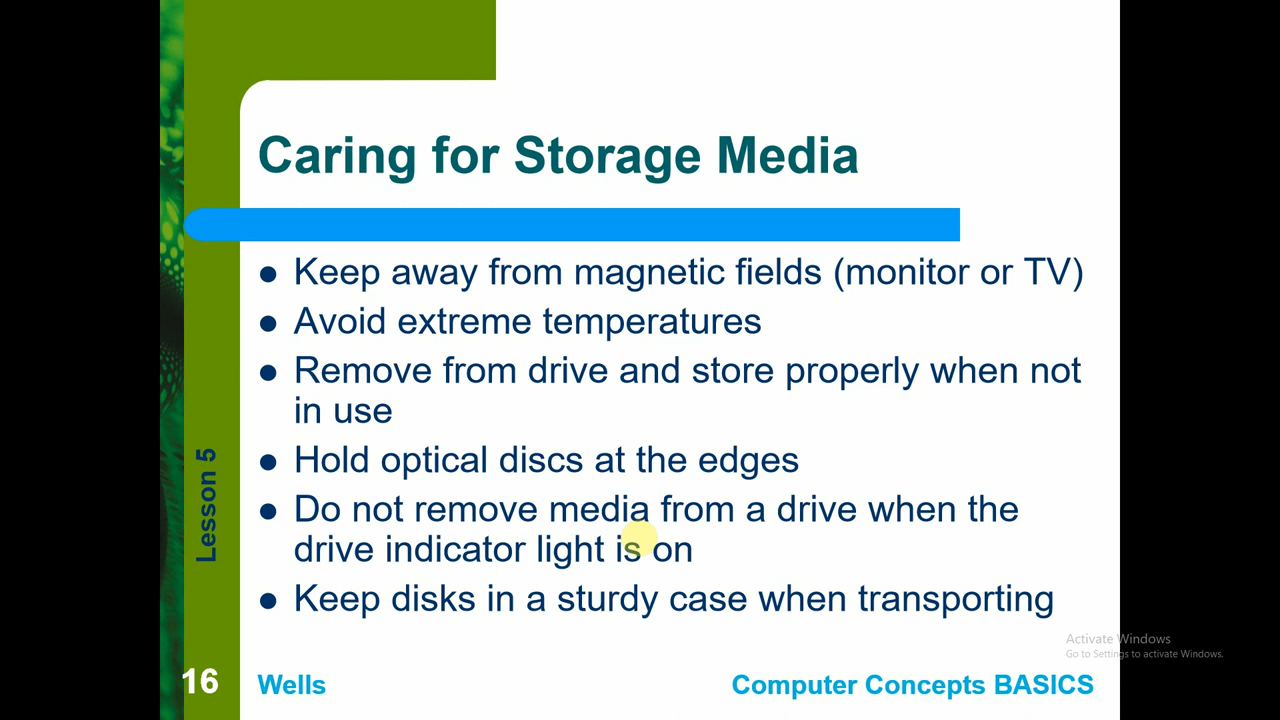 Caring for Storage Media
● Keep away from magnetic fields (monitor or TV)
● Avoid extreme temperatures
● Remove from drive and store properly when not
in use
● Hold optical discs at the edges
● Do not remove media from a drive when the
drive indicator light is on
● Keep disks in a sturdy case when transporting
Lesson 5
Activate Windows
Go to Settings to activate Windows.
16
Wells
Computer Concepts BASICS